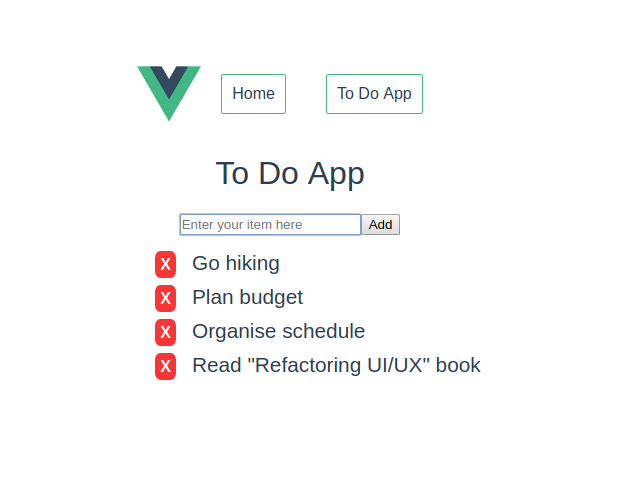 Home To Do App
To Do App
Enter your item here Add
X Go hiking
X Plan budget
X Organise schedule
X Read "Refactoring UI/UX" book